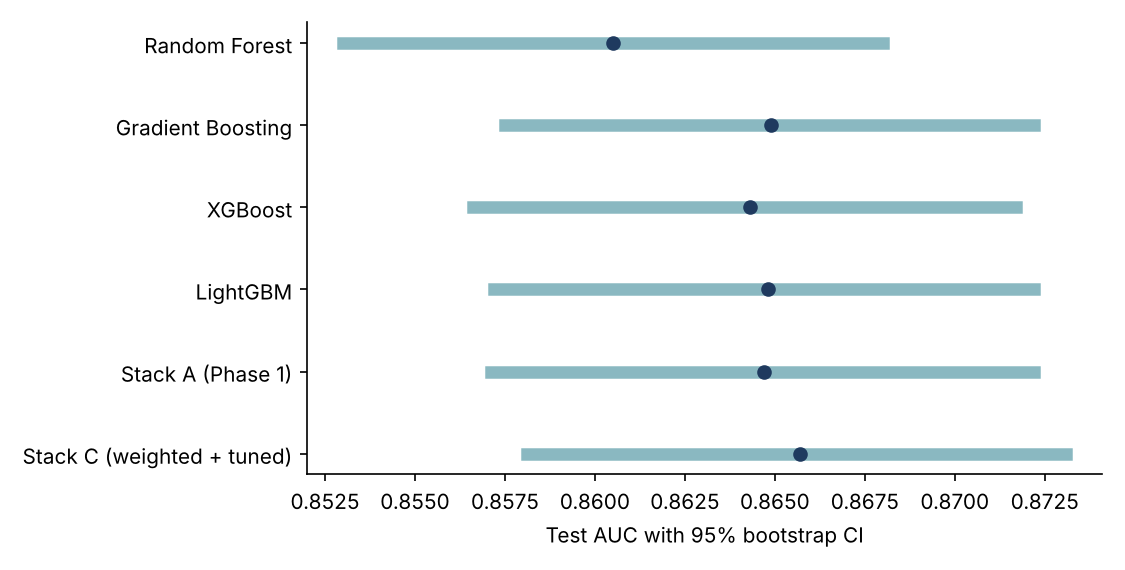 Random Forest
Gradient Boosting
XGBoost
LightGBM
Stack A (Phase 1)
Stack C (weighted + tuned)
0.8525 0.8550 0.8575 0.8600 0.8625 0.8650 0.8675 0.8700 0.8725
Test AUC with 95% bootstrap CI